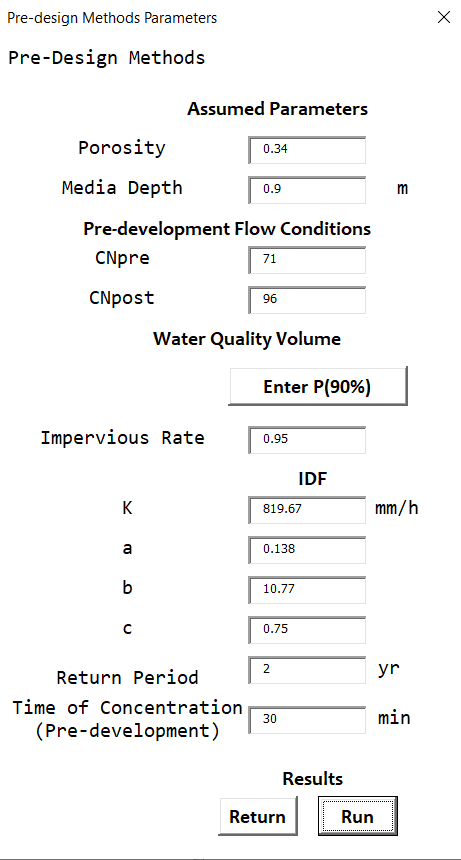 Pre-design Methods Parameters
Pre-Design Methods
Assumed Parameters
Porosity 0.34
Media Depth 0.9 m
Pre-development Flow Conditions
CNpre 71
CNpost 96
Water Quality Volume
Enter P(90%)
Impervious Rate 0.95
IDF
K 819.67 mm/h
a 0.138
b 10.77
c 0.75
Return Period 2 yr
Time of Concentration
(Pre-development) 30 min
Results
Return Run